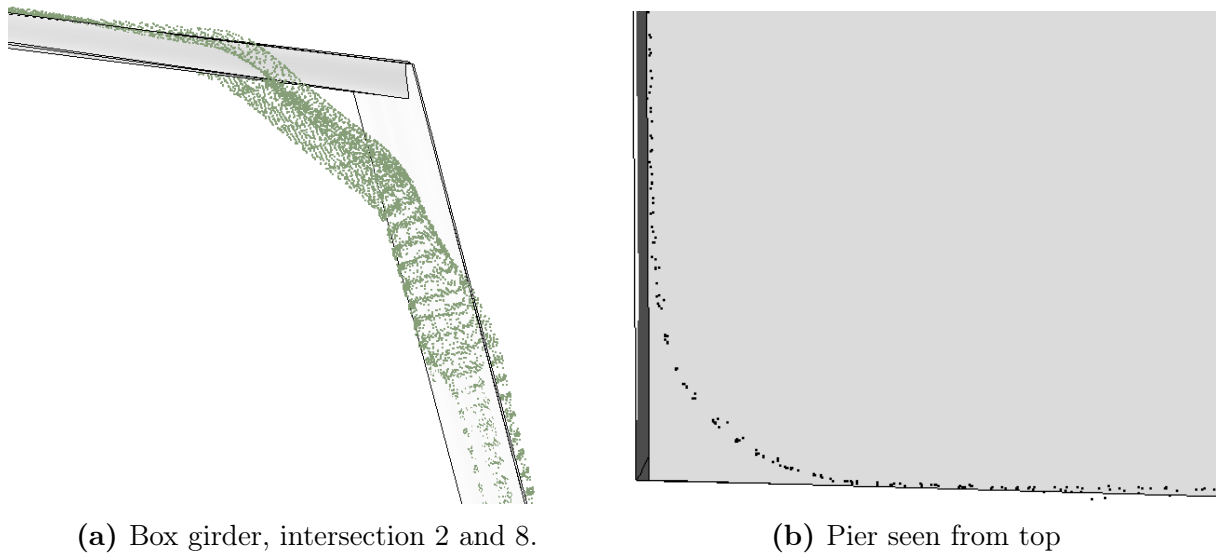 (a) Box girder, intersection 2 and 8.
(b) Pier seen from top